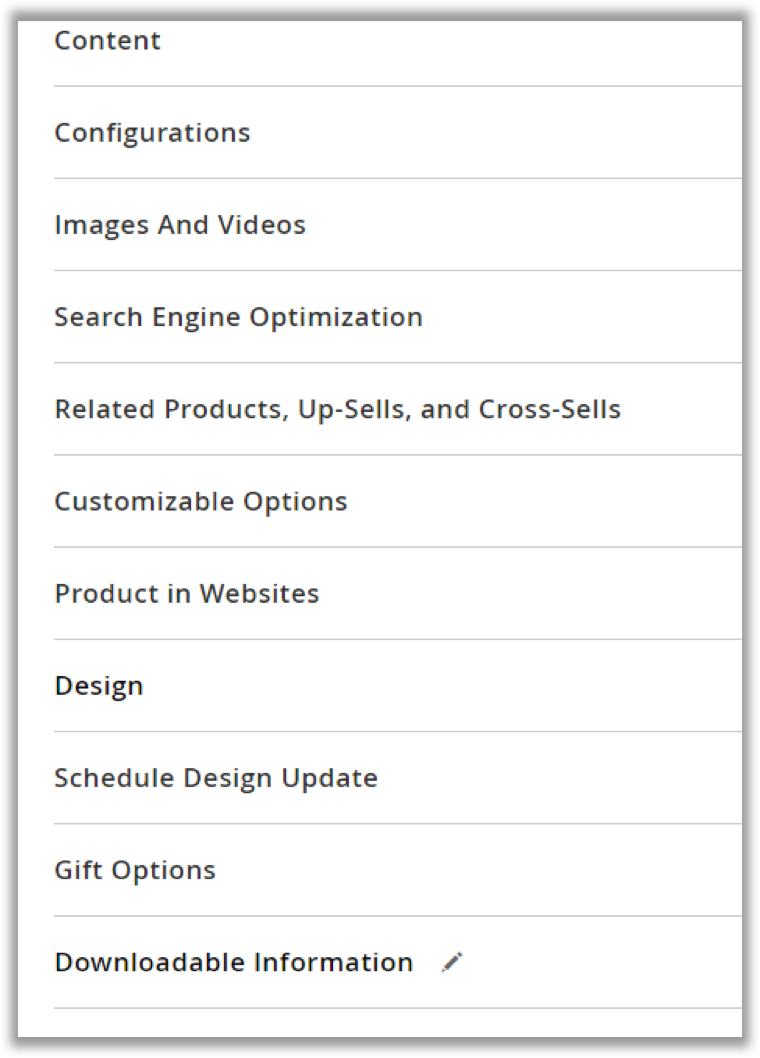 Content
Configurations
Images And Videos
Search Engine Optimization
Related Products, Up-Sells, and Cross-Sells
Customizable Options
Product in Websites
Design
Schedule Design Update
Gift Options
Downloadable Information